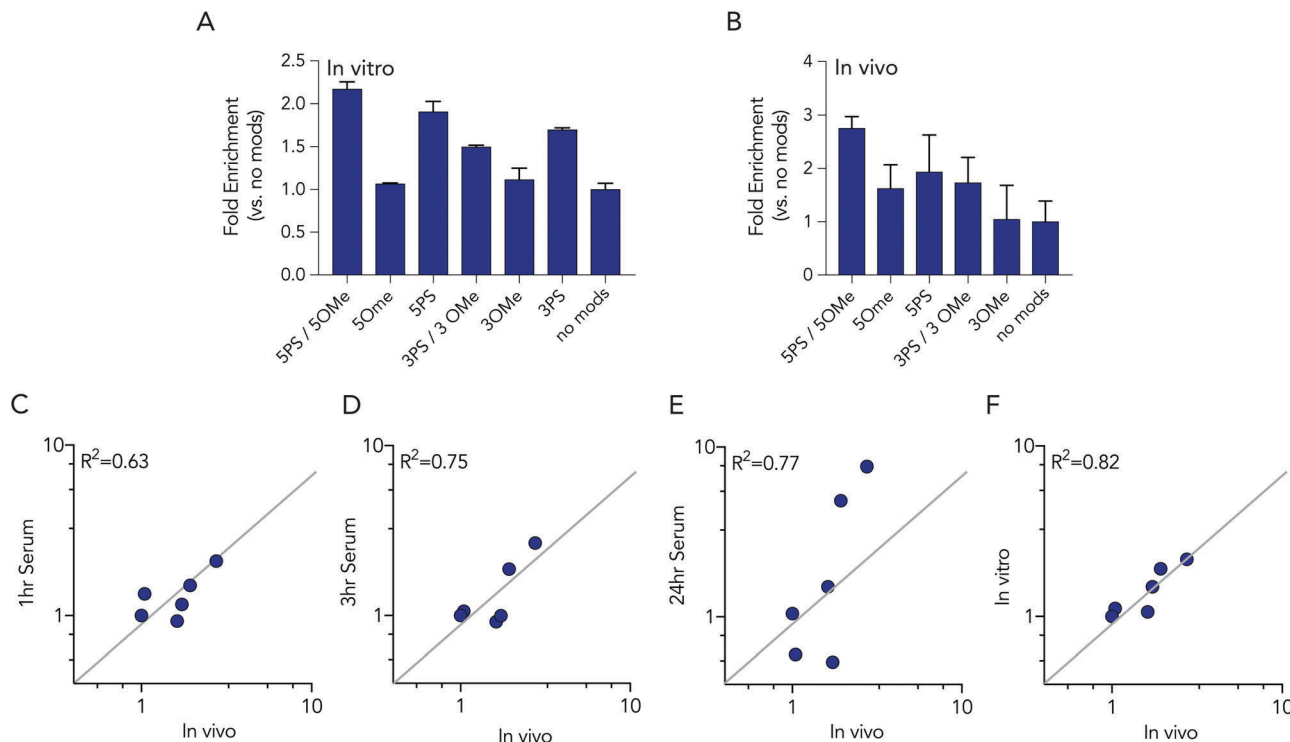 A
In vitro
Fold Enrichment
(vs. no mods)
2.5
2.0
1.5
1.0
0.5
0.0
5PS / 5OMe
5Ome
5PS
3PS / 3 OMe
3OMe
3PS
no mods
B
In vivo
Fold Enrichment
(vs. no mods)
4
3
2
1
0
5PS / 5OMe
5Ome
5PS
3PS / 3 OMe
3OMe
no mods
C
R²=0.63
1hr Serum
10
1
1
10
In vivo
D
R²=0.75
3hr Serum
10
1
1
10
In vivo
E
R²=0.77
24hr Serum
10
1
1
10
In vivo
F
R²=0.82
In vitro
10
1
1
10
In vivo